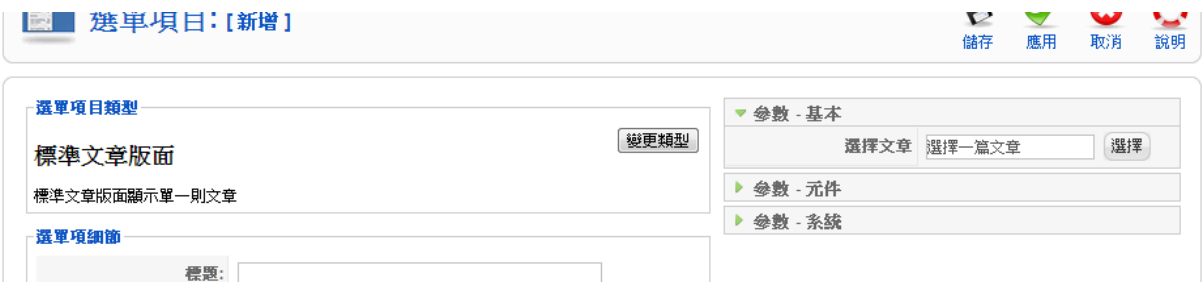 選單項目: [新增]
儲存 應用 取消 說明
選單項目類型
標準文章版面
變更類型
標準文章版面顯示單一則文章
選單項細節
標題:
參數 - 基本
選擇文章 選擇一篇文章 選擇
參數 - 元件
參數 - 系統